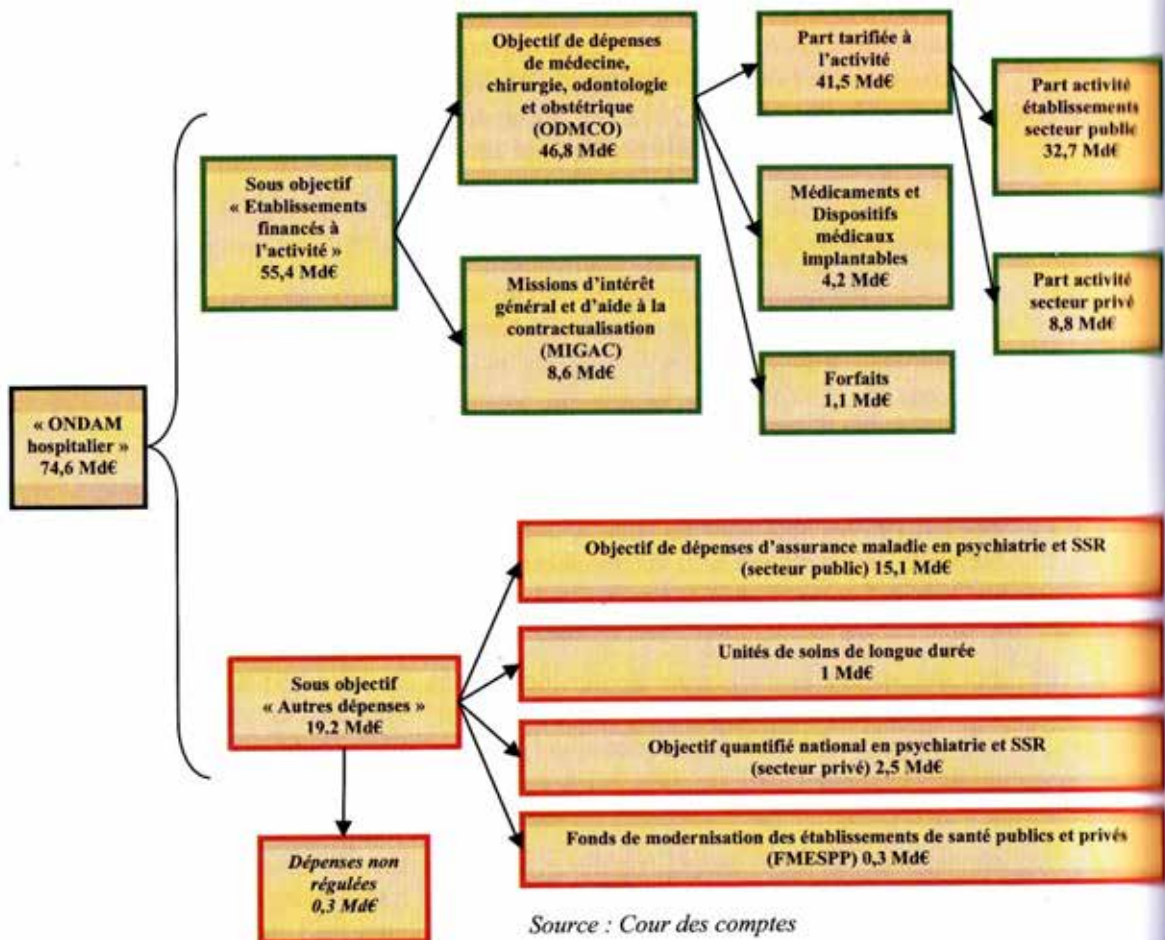 « ONDAM
hospitalier »
74,6 Md€
Sous objectif
« Etablissements
financés à
l'activité »
55,4 Md€
Objectif de dépenses
de médecine,
chirurgie, odontologie
et obstétrique
(ODMCO)
46,8 Md€
Missions d'intérêt
général et d'aide à la
contractualisation
(MIGAC)
8,6 Md€
Part tarifiée à
l'activité
41,5 Md€
Médicaments et
Dispositifs
médicaux
implantables
4,2 Md€
Forfaits
1,1 Md€
Part activité
établissements
secteur public
32,7 Md€
Part activité
secteur privé
8,8 Md€
Sous objectif
« Autres dépenses »
19.2 Md€
Objectif de dépenses d'assurance maladie en psychiatrie et SSR
(secteur public) 15,1 Md€
Unités de soins de longue durée
1 Md€
Objectif quantifié national en psychiatrie et SSR
(secteur privé) 2,5 Md€
Fonds de modernisation des établissements de santé publics et privés
(FMESPP) 0,3 Md€
Dépenses non
régulées
0,3 Md€
Source : Cour des comptes